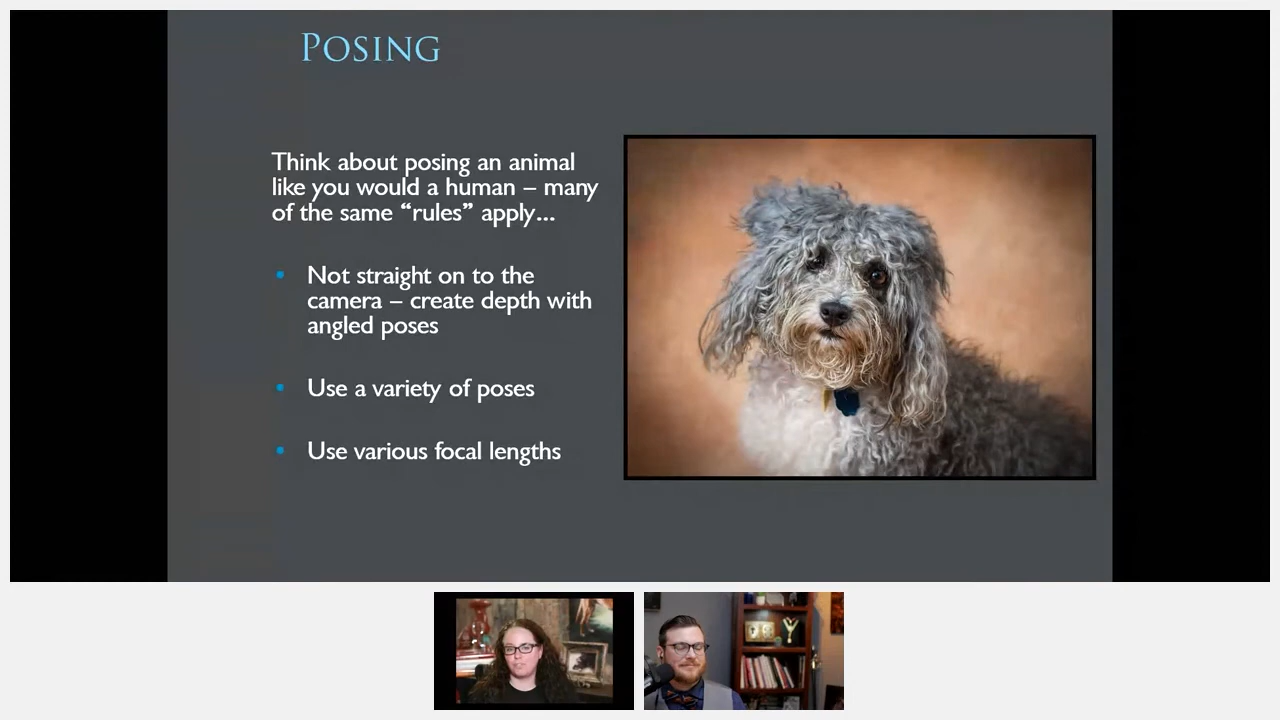 Posing
Think about posing an animal
like you would a human – many
of the same “rules” apply...
• Not straight on to the
camera – create depth with
angled poses
• Use a variety of poses
• Use various focal lengths